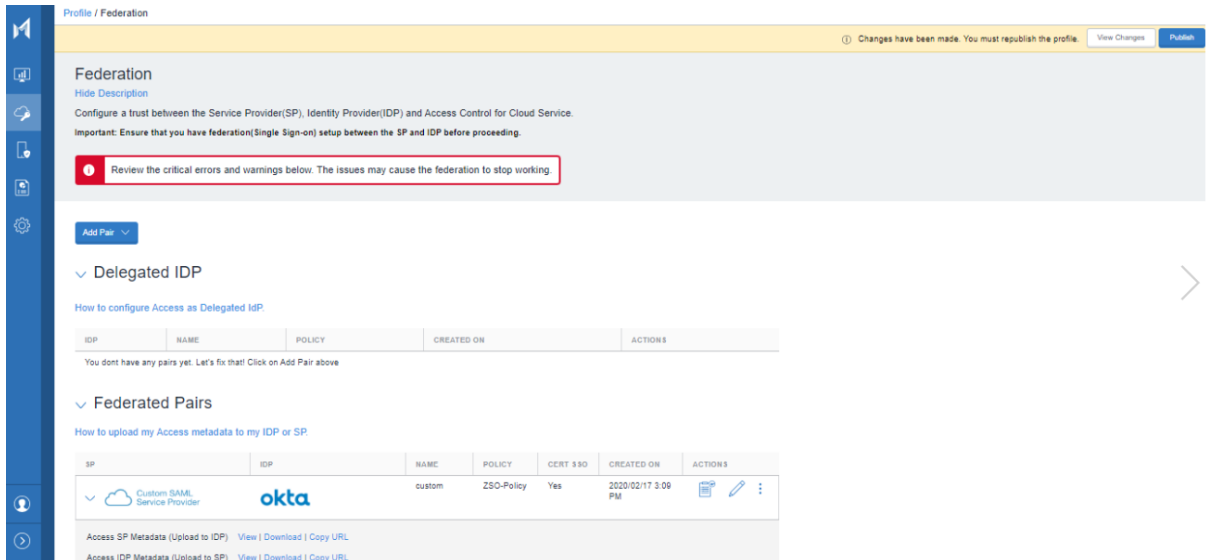 Profile / Federation
Changes have been made. You must republish the profile. View Changes Publish
Federation
Hide Description
Configure a trust between the Service Provider(SP), Identity Provider(IDP) and Access Control for Cloud Service.
Important: Ensure that you have federation(Single Sign-on) setup between the SP and IDP before proceeding.
Review the critical errors and warnings below. The issues may cause the federation to stop working.
Add Pair
Delegated IDP
How to configure Access as Delegated IdP.
IDP NAME POLICY CREATED ON ACTIONS
You dont have any pairs yet. Let's fix that! Click on Add Pair above
Federated Pairs
How to upload my Access metadata to my IDP or SP.
SP IDP NAME POLICY CERT SSO CREATED ON ACTIONS
Custom SAML okta custom ZSO-Policy Yes 2020/02/17 3:09
Service Provider PM
Access SP Metadata (Upload to IDP) View | Download | Copy URL
Access IDP Metadata (Upload to SP) View | Download | Copy URL